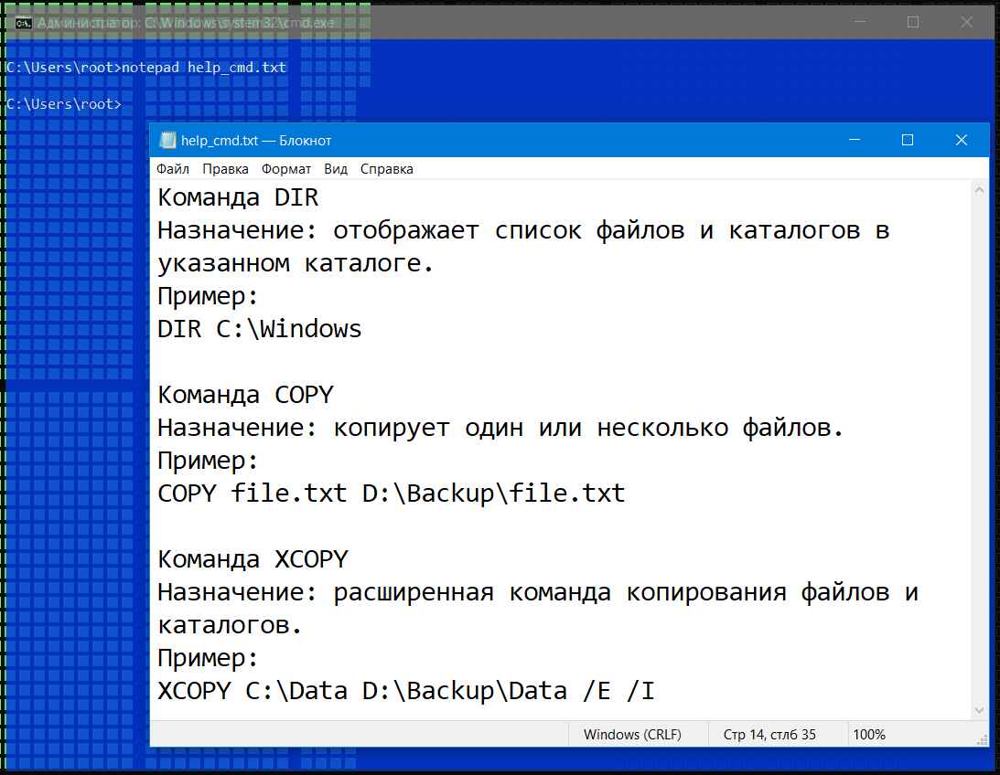 Администратор: C:\Windows\system32\cmd.exe
C:\Users\root>notepad help_cmd.txt
C:\Users\root>
help_cmd.txt — Блокнот
Файл Правка Формат Вид Справка
Команда DIR
Назначение: отображает список файлов и каталогов в
указанном каталоге.
Пример:
DIR C:\Windows
Команда COPY
Назначение: копирует один или несколько файлов.
Пример:
COPY file.txt D:\Backup\file.txt
Команда XCOPY
Назначение: расширенная команда копирования файлов и
каталогов.
Пример:
XCOPY C:\Data D:\Backup\Data /E /I
Windows (CRLF) Стр 14, стлб 35 100%